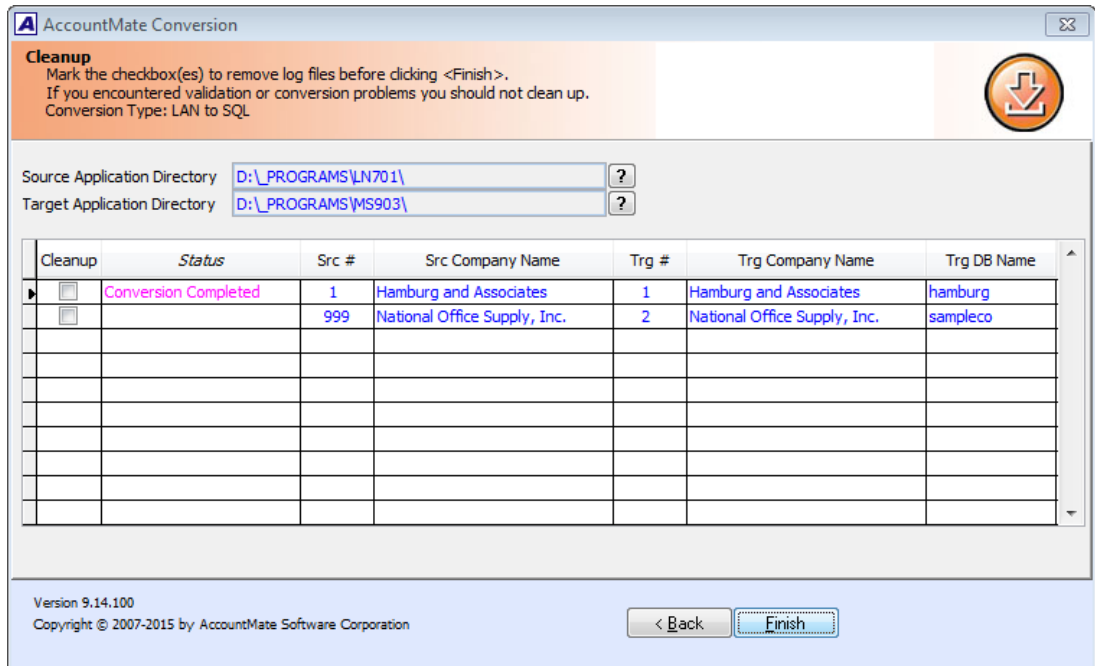 A AccountMate Conversion
Cleanup
Mark the checkbox(es) to remove log files before clicking <Finish>.
If you encountered validation or conversion problems you should not clean up.
Conversion Type: LAN to SQL
Source Application Directory D:\_PROGRAMS\LN701\ ?
Target Application Directory D:\_PROGRAMS\MS903\ ?
Cleanup Status Src # Src Company Name Trg # Trg Company Name Trg DB Name
Conversion Completed 1 Hamburg and Associates 1 Hamburg and Associates hamburg
999 National Office Supply, Inc. 2 National Office Supply, Inc. sampleco
Version 9.14.100
Copyright © 2007-2015 by AccountMate Software Corporation
< Back Finish